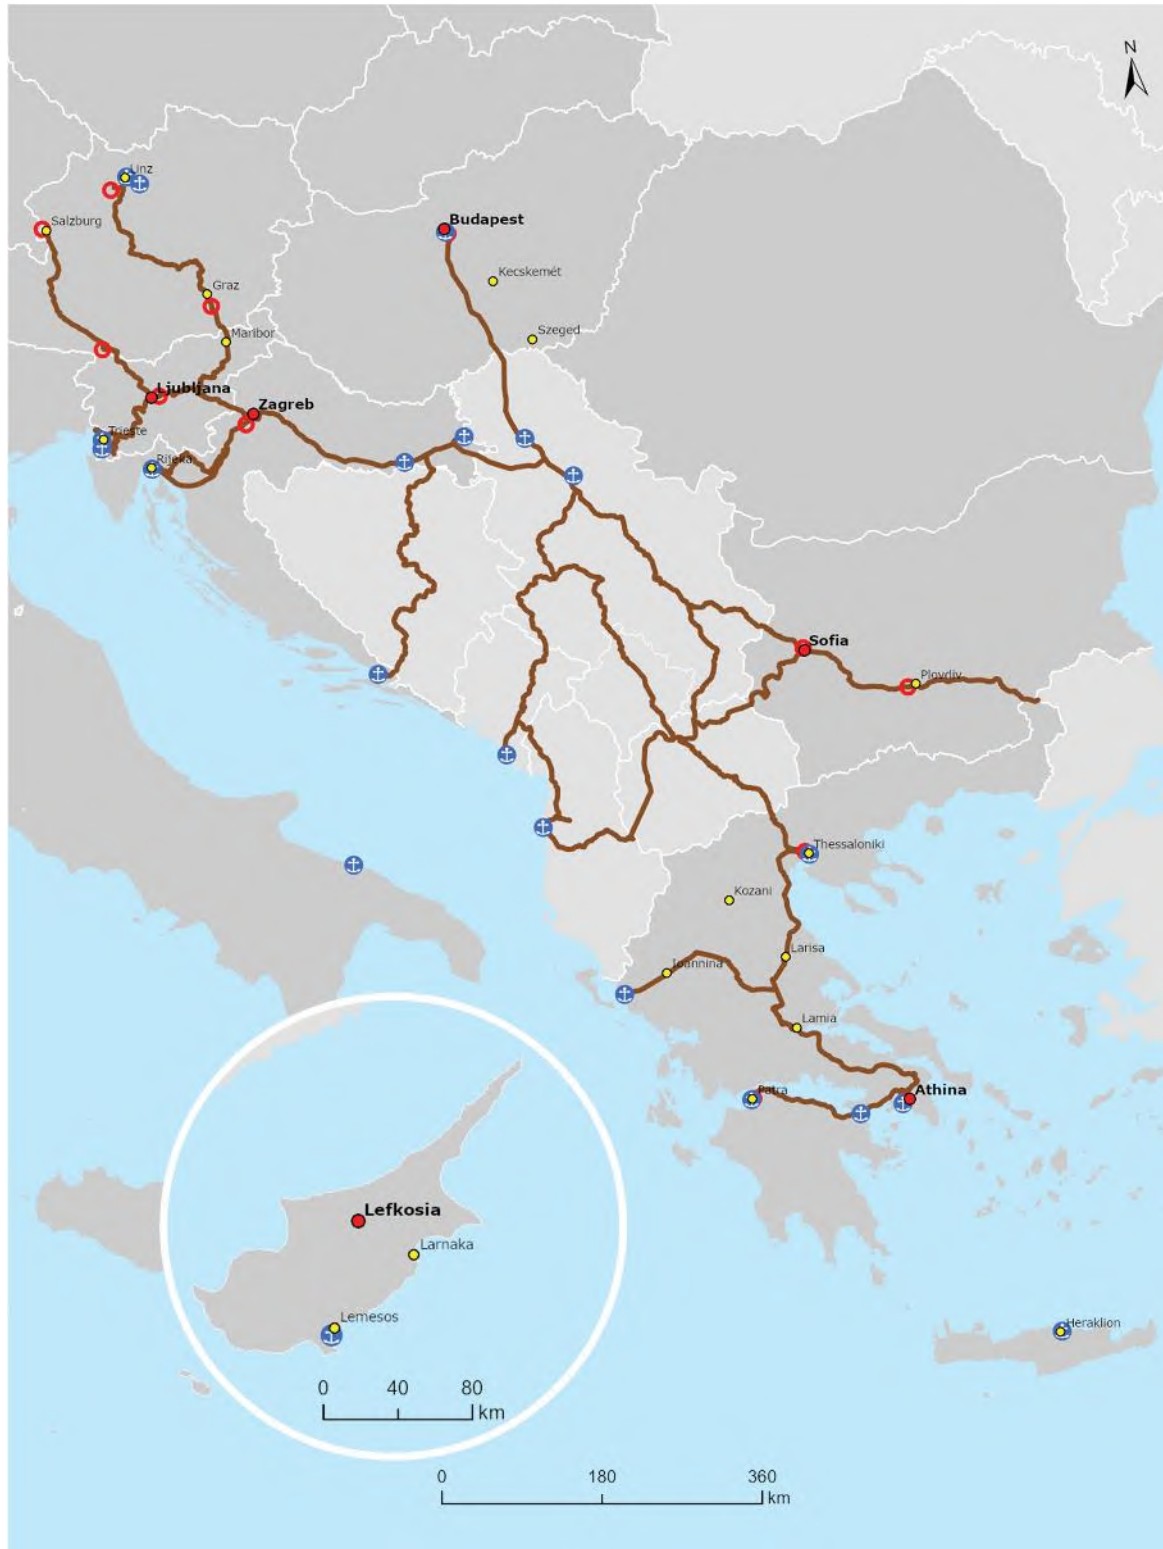 N
Linz
Salzburg
Budapest
Kecskemét
Graz
Szeged
Maribor
Ljubljana
Zagreb
Trieste
Rijeka
Sofia
Plovdiv
Thessaloniki
Kozani
Larisa
Ioannina
Lamia
Patra
Athina
Lefkosia
Larnaka
Lemesos
Heraklion
0 40 80
km
0 180 360
km